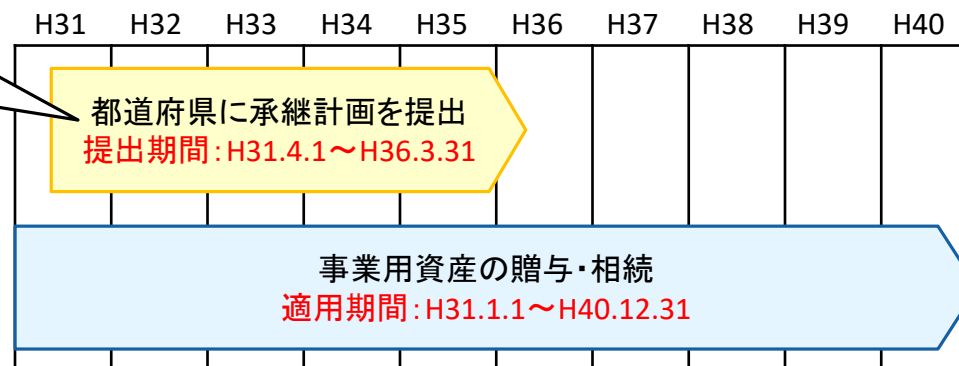 H31 H32 H33 H34 H35 H36 H37 H38 H39 H40
都道府県に承継計画を提出
提出期間:H31.4.1～H36.3.31
事業用資産の贈与・相続
適用期間:H31.1.1～H40.12.31